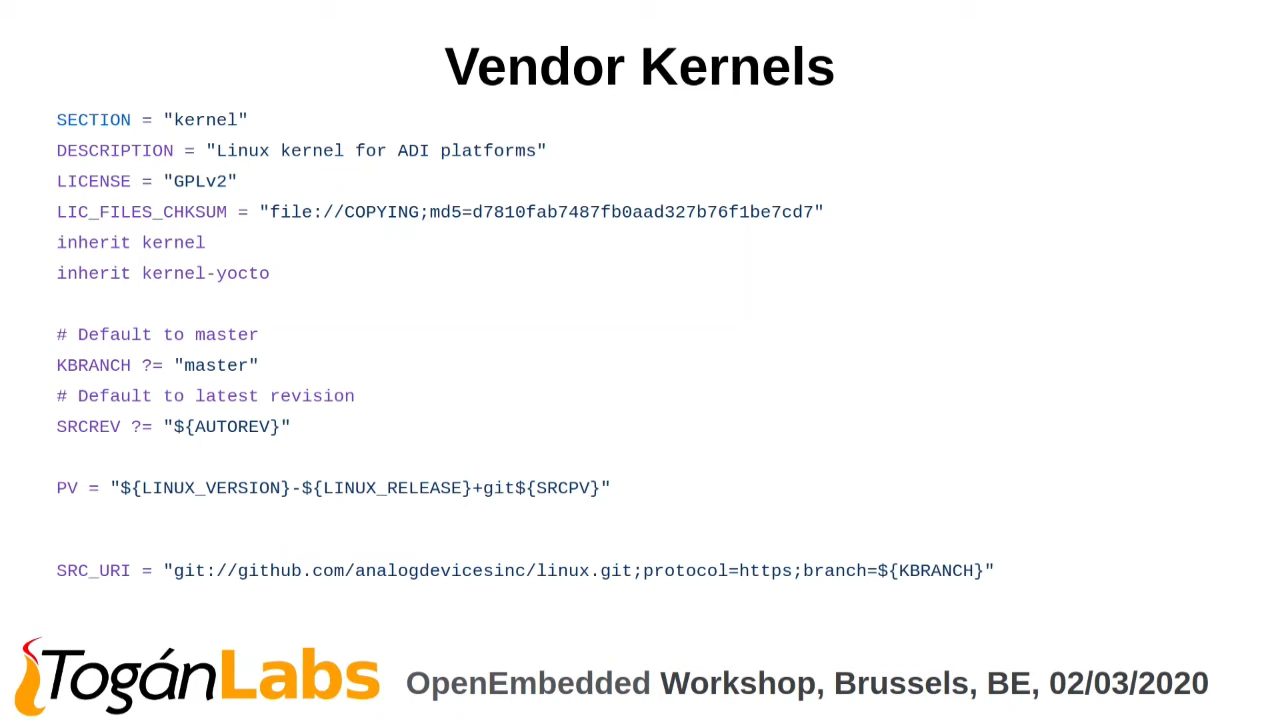 Vendor Kernels
SECTION = "kernel"
DESCRIPTION = "Linux kernel for ADI platforms"
LICENSE = "GPLv2"
LIC_FILES_CHKSUM = "file://COPYING;md5=d7810fab7487fb0aad327b76f1be7cd7"
inherit kernel
inherit kernel-yocto
# Default to master
KBRANCH ?= "master"
# Default to latest revision
SRCREV ?= "${AUTOREV}"
PV = "${LINUX_VERSION}-${LINUX_RELEASE}+git${SRCPV}"
SRC_URI = "git://github.com/analogdevicesinc/linux.git;protocol=https;branch=${KBRANCH}"
TogánLabs OpenEmbedded Workshop, Brussels, BE, 02/03/2020